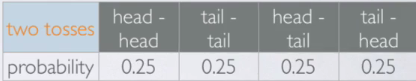 two tosses head - head tail - tail head - tail tail - head
probability 0.25 0.25 0.25 0.25